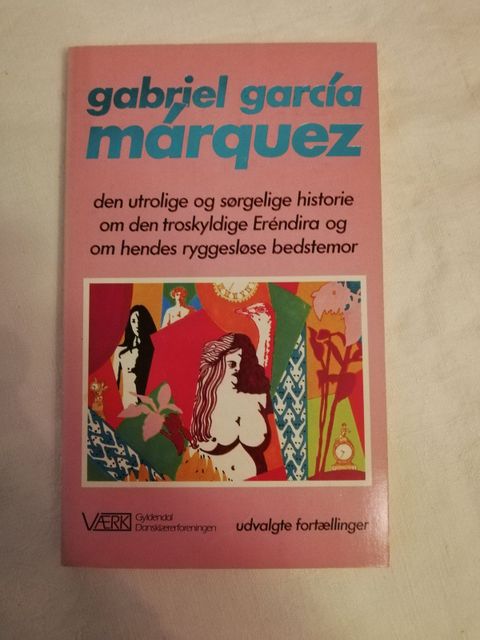 gabriel garcía
márquez
den utrolige og sørgelige historie
om den troskyldige Eréndira og
om hendes ryggesløse bedstemor
VÆRK
Gyldendal
Dansklærerforeningen
udvalgte fortællinger